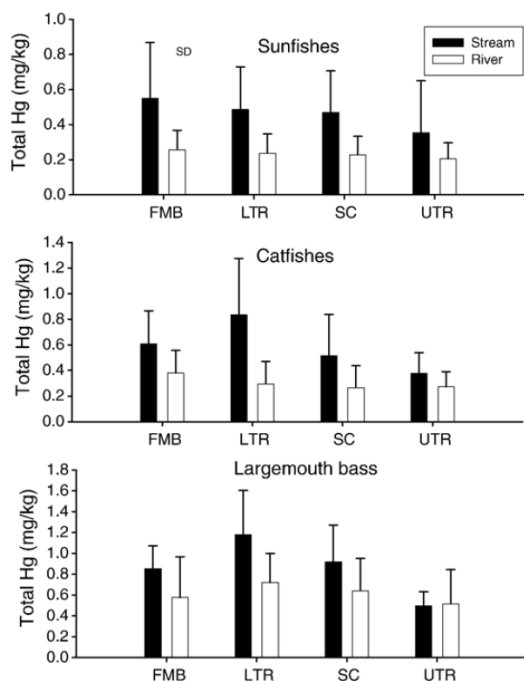 SD
Sunfishes
Stream
River
Total Hg (mg/kg)
1.0
0.8
0.6
0.4
0.2
0.0
FMB LTR SC UTR
Catfishes
Total Hg (mg/kg)
1.4
1.2
1.0
0.8
0.6
0.4
0.2
0.0
FMB LTR SC UTR
Largemouth bass
Total Hg (mg/kg)
1.8
1.6
1.2
1.0
0.8
0.6
0.4
0.2
0.0
FMB LTR SC UTR